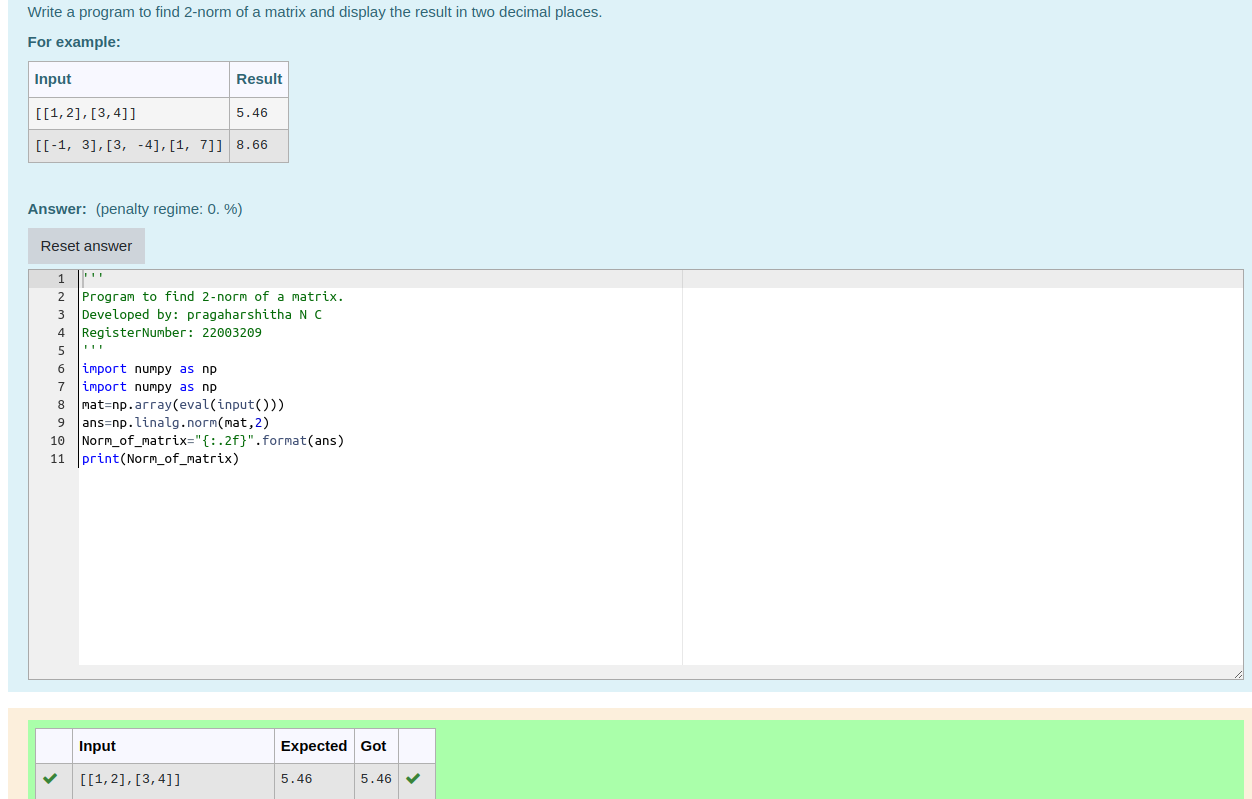 Write a program to find 2-norm of a matrix and display the result in two decimal places.
For example:
Input Result
[[1,2],[3,4]] 5.46
[[-1, 3],[3, -4],[1, 7]] 8.66
Answer: (penalty regime: 0. %)
Reset answer
1 '''
2 Program to find 2-norm of a matrix.
3 Developed by: pragaharshitha N C
4 RegisterNumber: 22003209
5 '''
6 import numpy as np
7 import numpy as np
8 mat=np.array(eval(input()))
9 ans=np.linalg.norm(mat,2)
10 Norm_of_matrix="{:.2f}".format(ans)
11 print(Norm_of_matrix)
Input Expected Got
[[1,2],[3,4]] 5.46 5.46